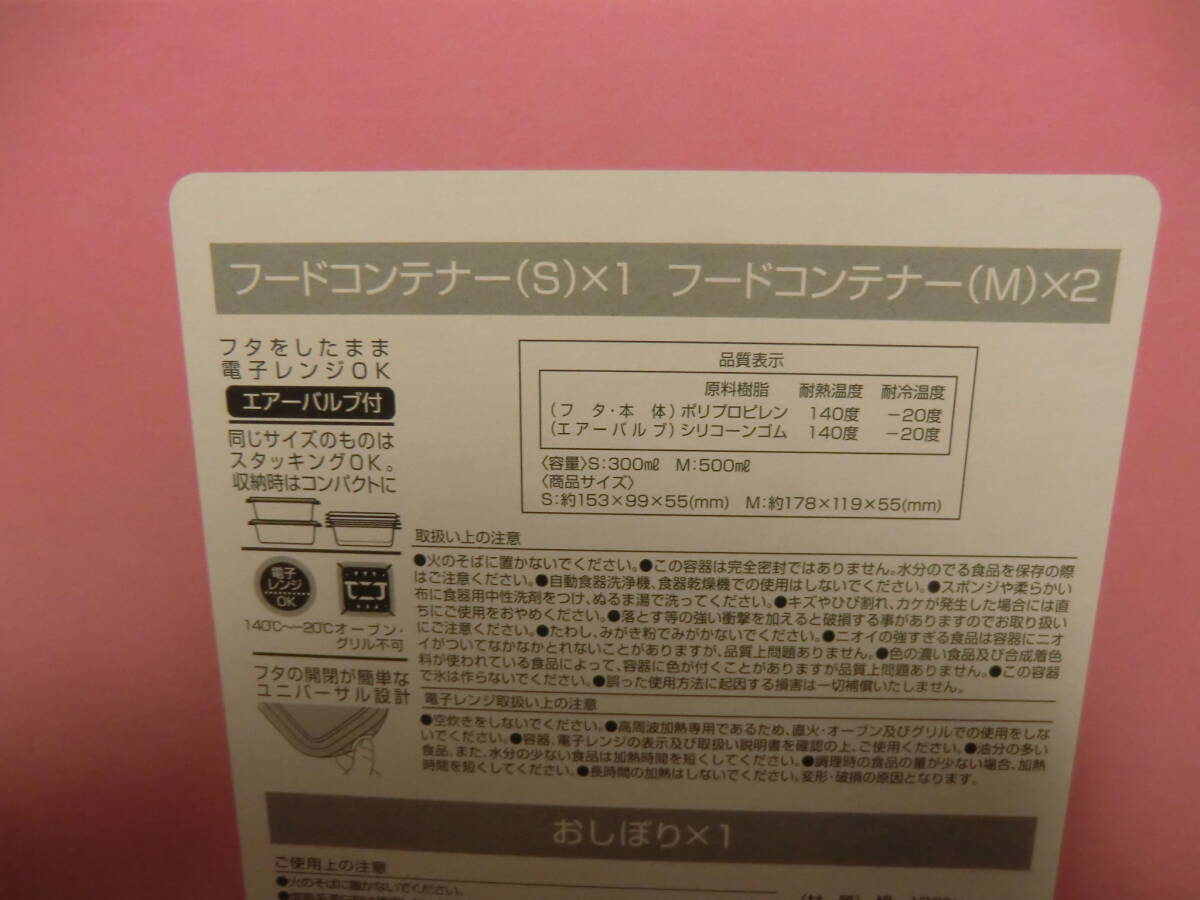 フードコンテナー(S)×1 フードコンテナー(M)×2
フタをしたまま
電子レンジOK
エアーバルブ付
同じサイズのものは
スタッキングOK。
収納時はコンパクトに
電子
レンジ
OK
140℃〜−20℃オーブン・
グリル不可
フタの開閉が簡単な
ユニバーサル設計
品質表示
原料樹脂 耐熱温度 耐冷温度
(フタ・本体)ポリプロピレン 140度 −20度
(エアーバルブ)シリコーンゴム 140度 −20度
〈容量〉S:300㎖ M:500㎖
〈商品サイズ〉
S:約153×99×55(mm) M:約178×119×55(mm)
取扱い上の注意
●火のそばに置かないでください。●この容器は完全密封ではありません。水分のでる食品を保存の際
はご注意ください。●自動食器洗浄機、食器乾燥機での使用はしないでください。●スポンジや柔らかい
布に食器用中性洗剤をつけ、ぬるま湯で洗ってください。●キズやひび割れ、カケが発生した場合には直
ちにご使用をおやめください。●落とす等の強い衝撃を加えると破損する事がありますのでお取り扱い
にご注意ください。●たわし、みがき粉でみがかないでください。●ニオイの強すぎる食品は容器にニオ
イがついてなかなかとれないことがありますが、品質上問題ありません。●色の濃い食品及び合成着色
料が使われている食品によって、容器に色が付くことがありますが品質上問題ありません。●この容器
で氷は作らないでください。●誤った使用方法に起因する損害は一切補償いたしません。
電子レンジ取扱い上の注意
●空炊きをしないでください。●高周波加熱専用であるため、直火・オーブン及びグリルでの使用をしな
いでください。●容器、電子レンジの表示及び取扱い説明書を確認の上、ご使用ください。●油分の多い
食品、また、水分の少ない食品は加熱時間を短くしてください。●調理時の食品の量が少ない場合、加熱
時間を短くしてください。●長時間の加熱はしないでください。変形・破損の原因となります。
おしぼり×1
ご使用上の注意
●火のそばに置かないでください。